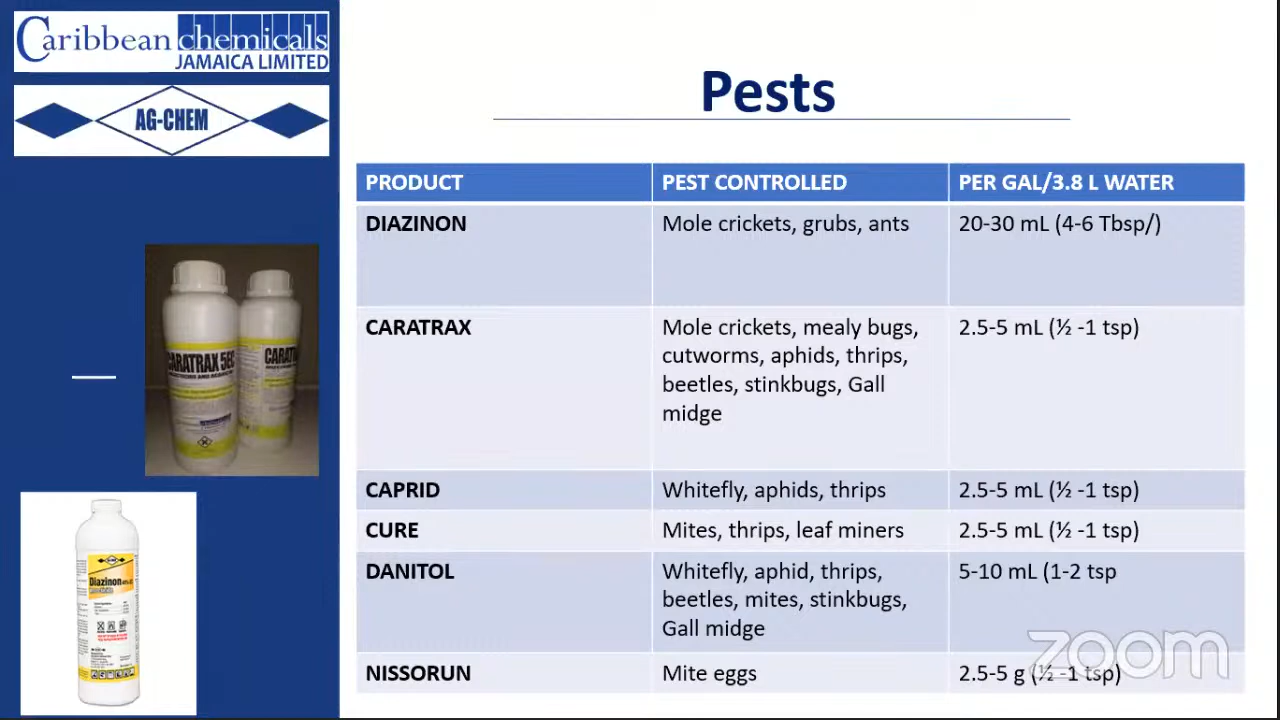 Caribbean chemicals
JAMAICA LIMITED
AG-CHEM
Pests
PRODUCT PEST CONTROLLED PER GAL/3.8 L WATER
DIAZINON Mole crickets, grubs, ants 20-30 mL (4-6 Tbsp/)
CARATRAX Mole crickets, mealy bugs, 2.5-5 mL (½ -1 tsp)
cutworms, aphids, thrips,
beetles, stinkbugs, Gall
midge
CAPRID Whitefly, aphids, thrips 2.5-5 mL (½ -1 tsp)
CURE Mites, thrips, leaf miners 2.5-5 mL (½ -1 tsp)
DANITOL Whitefly, aphid, thrips, 5-10 mL (1-2 tsp
beetles, mites, stinkbugs,
Gall midge
NISSORUN Mite eggs 2.5-5 g (½ -1 tsp)
zoom
CARATRAX 5EC
CARATRAX
Diazinon